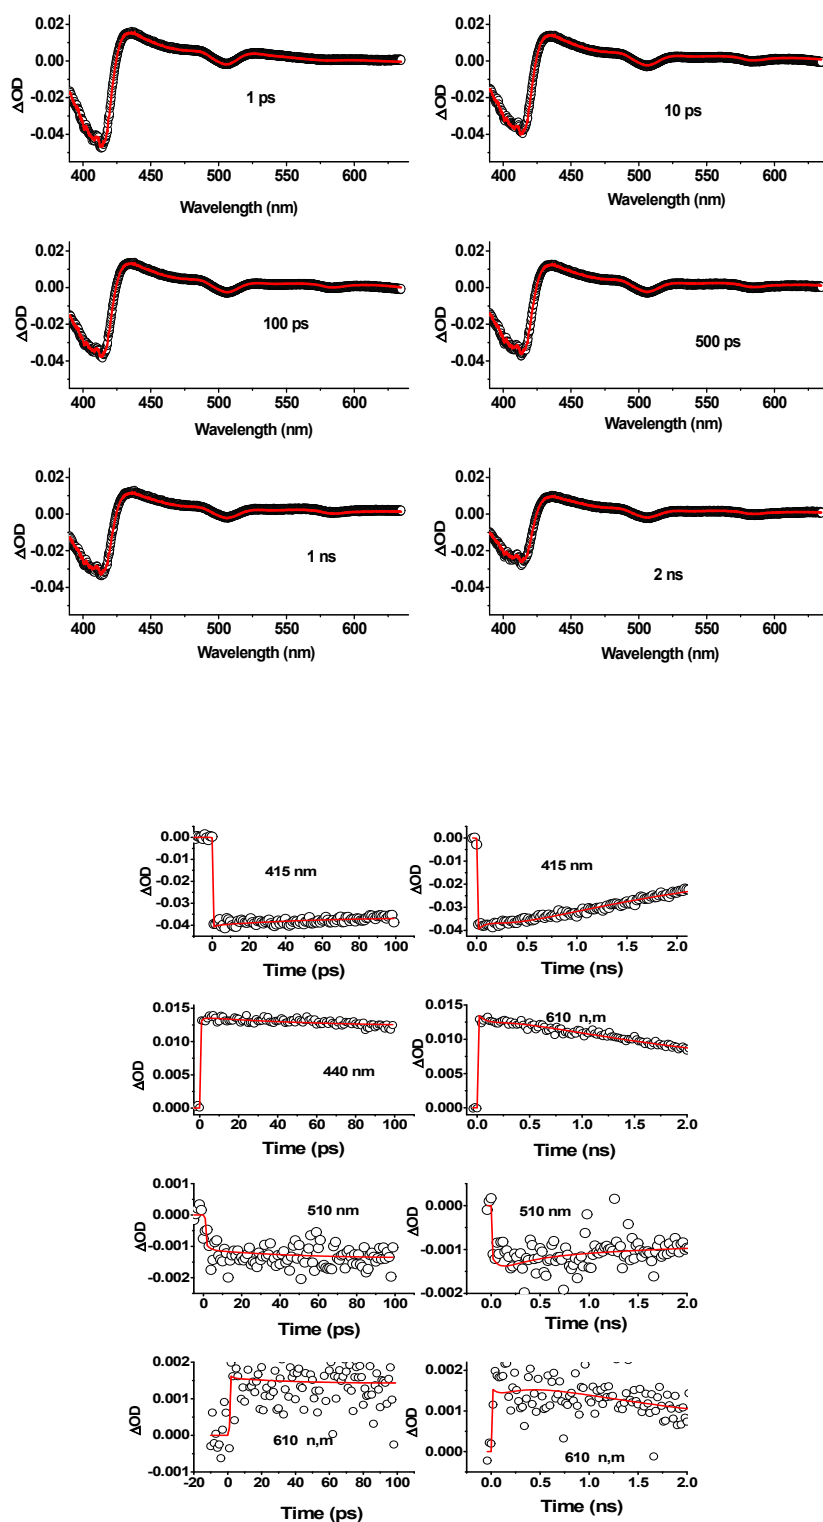 0.02
0.00
-0.02
-0.04
ΔOD
1 ps
400 450 500 550 600
Wavelength (nm)
0.02
0.00
-0.02
-0.04
ΔOD
10 ps
400 450 500 550 600
Wavelength (nm)
0.02
0.00
-0.02
-0.04
ΔOD
100 ps
400 450 500 550 600
Wavelength (nm)
0.02
0.00
-0.02
-0.04
ΔOD
500 ps
400 450 500 550 600
Wavelength (nm)
0.02
0.00
-0.02
-0.04
ΔOD
1 ns
400 450 500 550 600
Wavelength (nm)
0.02
0.00
-0.02
-0.04
ΔOD
2 ns
400 450 500 550 600
Wavelength (nm)
0.00
-0.01
-0.02
-0.03
-0.04
ΔOD
415 nm
0 20 40 60 80 100
Time (ps)
0.00
-0.01
-0.02
-0.03
-0.04
ΔOD
415 nm
0.0 0.5 1.0 1.5 2.0
Time (ns)
0.015
0.010
0.005
0.000
ΔOD
440 nm
0 20 40 60 80 100
Time (ps)
0.015
0.010
0.005
0.000
ΔOD
610 n,m
0.0 0.5 1.0 1.5 2.0
Time (ns)
0.001
0.000
-0.001
-0.002
ΔOD
510 nm
0 20 40 60 80 100
Time (ps)
0.000
-0.001
-0.002
ΔOD
510 nm
0.0 0.5 1.0 1.5 2.0
Time (ns)
0.002
0.001
0.000
-0.001
ΔOD
610 n,m
-20 0 20 40 60 80 100
Time (ps)
0.002
0.001
0.000
ΔOD
610 n,m
0.0 0.5 1.0 1.5 2.0
Time (ns)